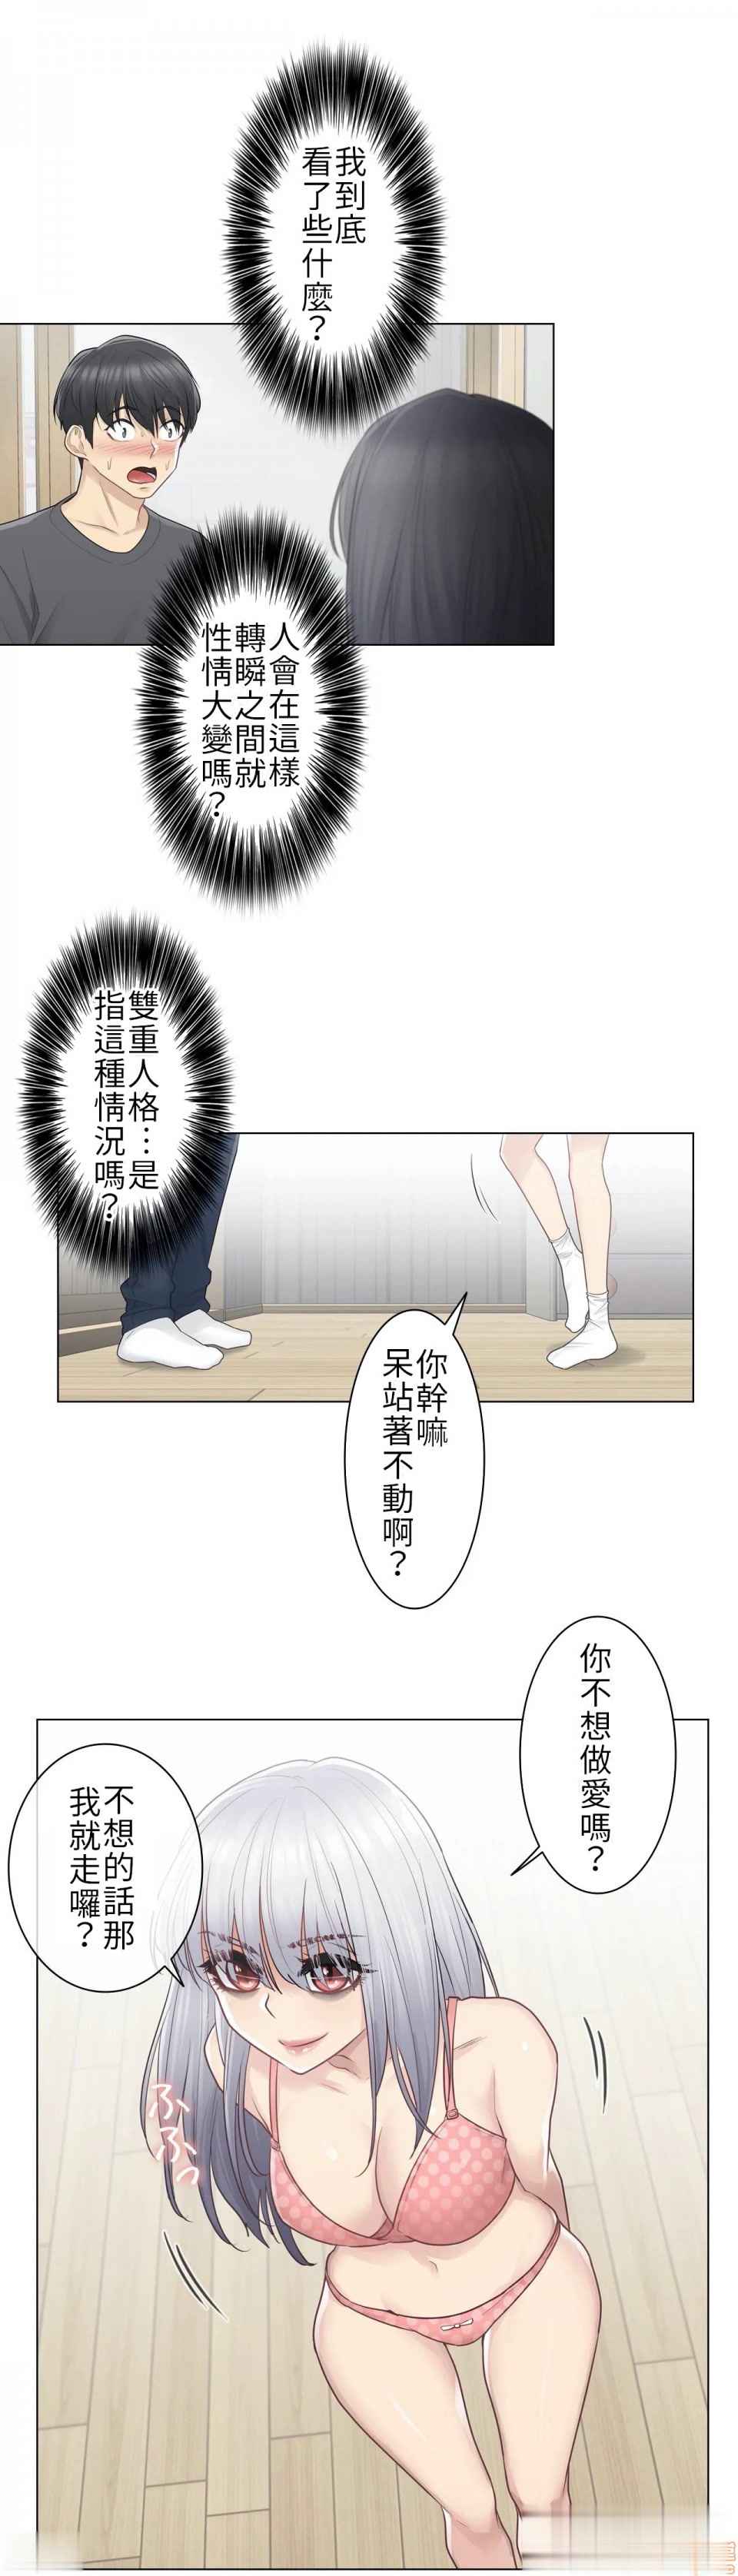 我到底
看了些什麼？
人會在這樣
轉瞬之間就
性情大變嗎？
雙重人格…是
指這種情況嗎？
你幹嘛
呆站著不動啊？
你不想做愛嗎？
不想的話那
我就走囉？
ふふっ